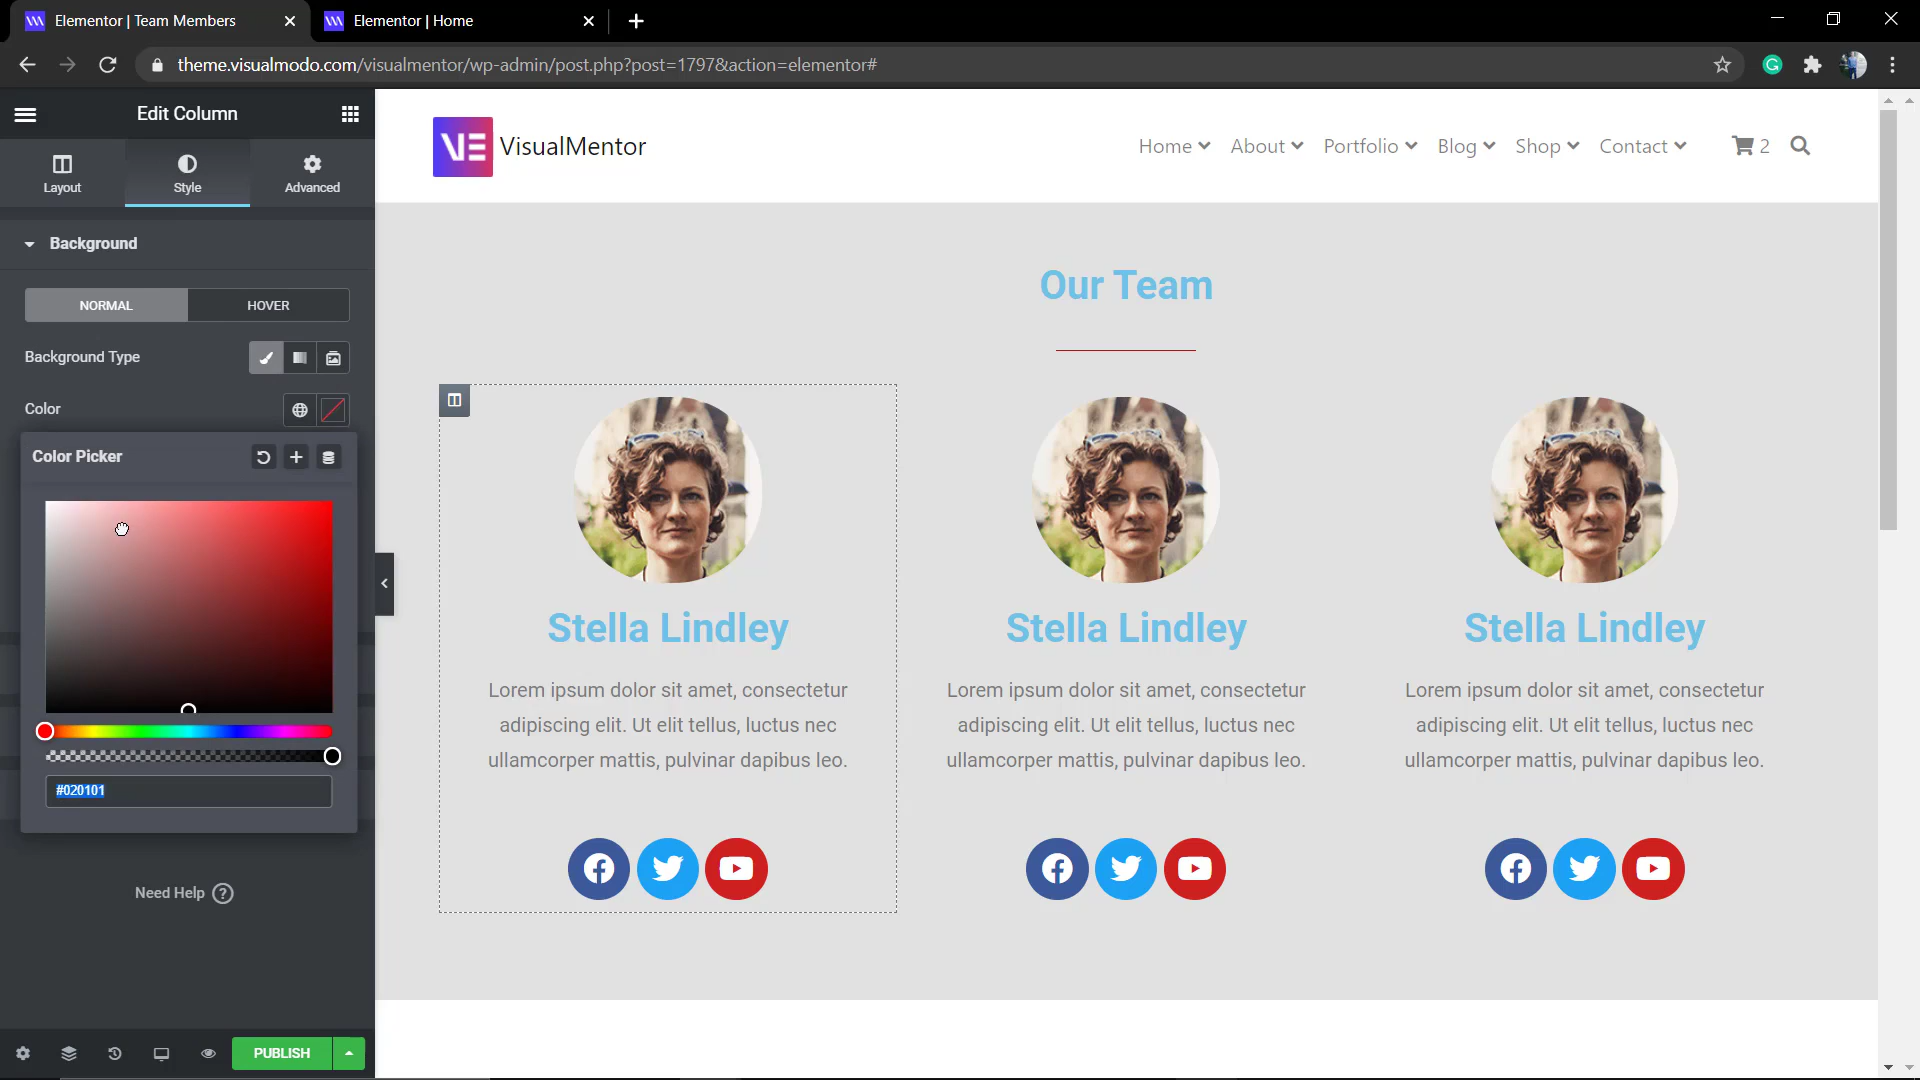 Elementor | Team Members
Elementor | Home
theme.visualmodo.com/visualmentor/wp-admin/post.php?post=1797&action=elementor#
Edit Column
Layout
Style
Advanced
Background
NORMAL
HOVER
Background Type
Color
Color Picker
#020101
Need Help
PUBLISH
VE VisualMentor
Home About Portfolio Blog Shop Contact 2
Our Team
Stella Lindley
Lorem ipsum dolor sit amet, consectetur
adipiscing elit. Ut elit tellus, luctus nec
ullamcorper mattis, pulvinar dapibus leo.
Stella Lindley
Lorem ipsum dolor sit amet, consectetur
adipiscing elit. Ut elit tellus, luctus nec
ullamcorper mattis, pulvinar dapibus leo.
Stella Lindley
Lorem ipsum dolor sit amet, consectetur
adipiscing elit. Ut elit tellus, luctus nec
ullamcorper mattis, pulvinar dapibus leo.